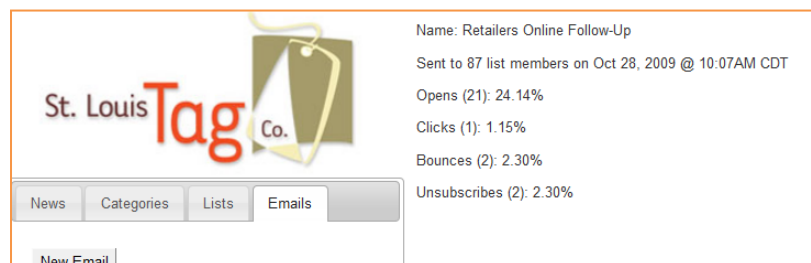 St. Louis Tag Co.
Name: Retailers Online Follow-Up
Sent to 87 list members on Oct 28, 2009 @ 10:07AM CDT
Opens (21): 24.14%
Clicks (1): 1.15%
Bounces (2): 2.30%
Unsubscribes (2): 2.30%
News Categories Lists Emails
New Email